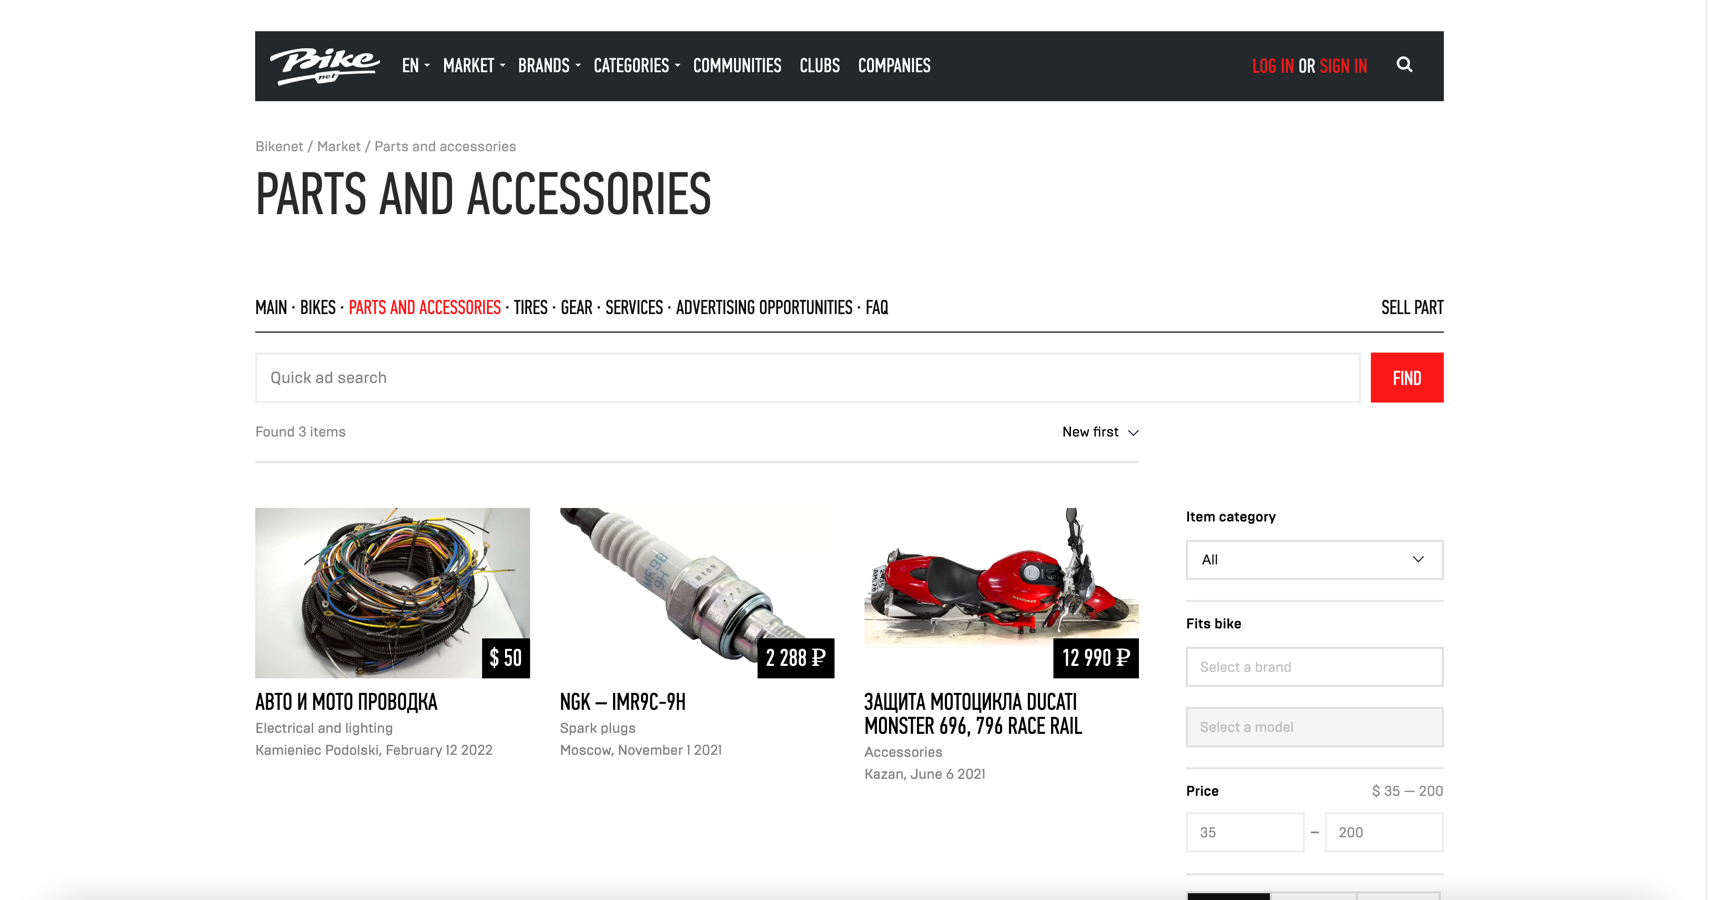 Bike net
EN MARKET BRANDS CATEGORIES COMMUNITIES CLUBS COMPANIES LOG IN OR SIGN IN
Bikenet / Market / Parts and accessories
PARTS AND ACCESSORIES
MAIN · BIKES · PARTS AND ACCESSORIES · TIRES · GEAR · SERVICES · ADVERTISING OPPORTUNITIES · FAQ SELL PART
Quick ad search FIND
Found 3 items New first
$ 50
АВТО И МОТО ПРОВОДКА
Electrical and lighting
Kamieniec Podolski, February 12 2022
2 288 ₽
NGK – IMR9C-9H
Spark plugs
Moscow, November 1 2021
12 990 ₽
ЗАЩИТА МОТОЦИКЛА DUCATI
MONSTER 696, 796 RACE RAIL
Accessories
Kazan, June 6 2021
Item category
All
Fits bike
Select a brand
Select a model
Price $ 35 — 200
35 – 200